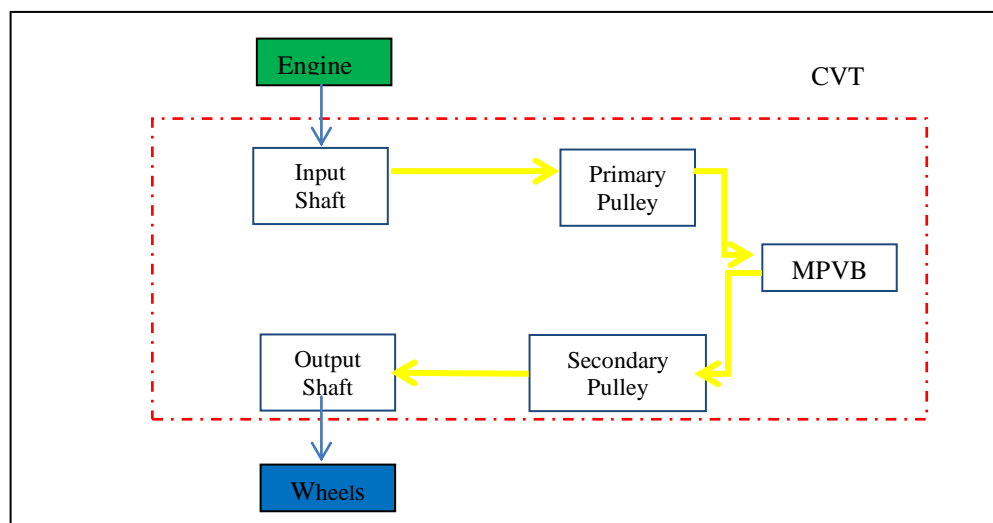 Engine
CVT
Input
Shaft
Primary
Pulley
MPVB
Output
Shaft
Secondary
Pulley
Wheels